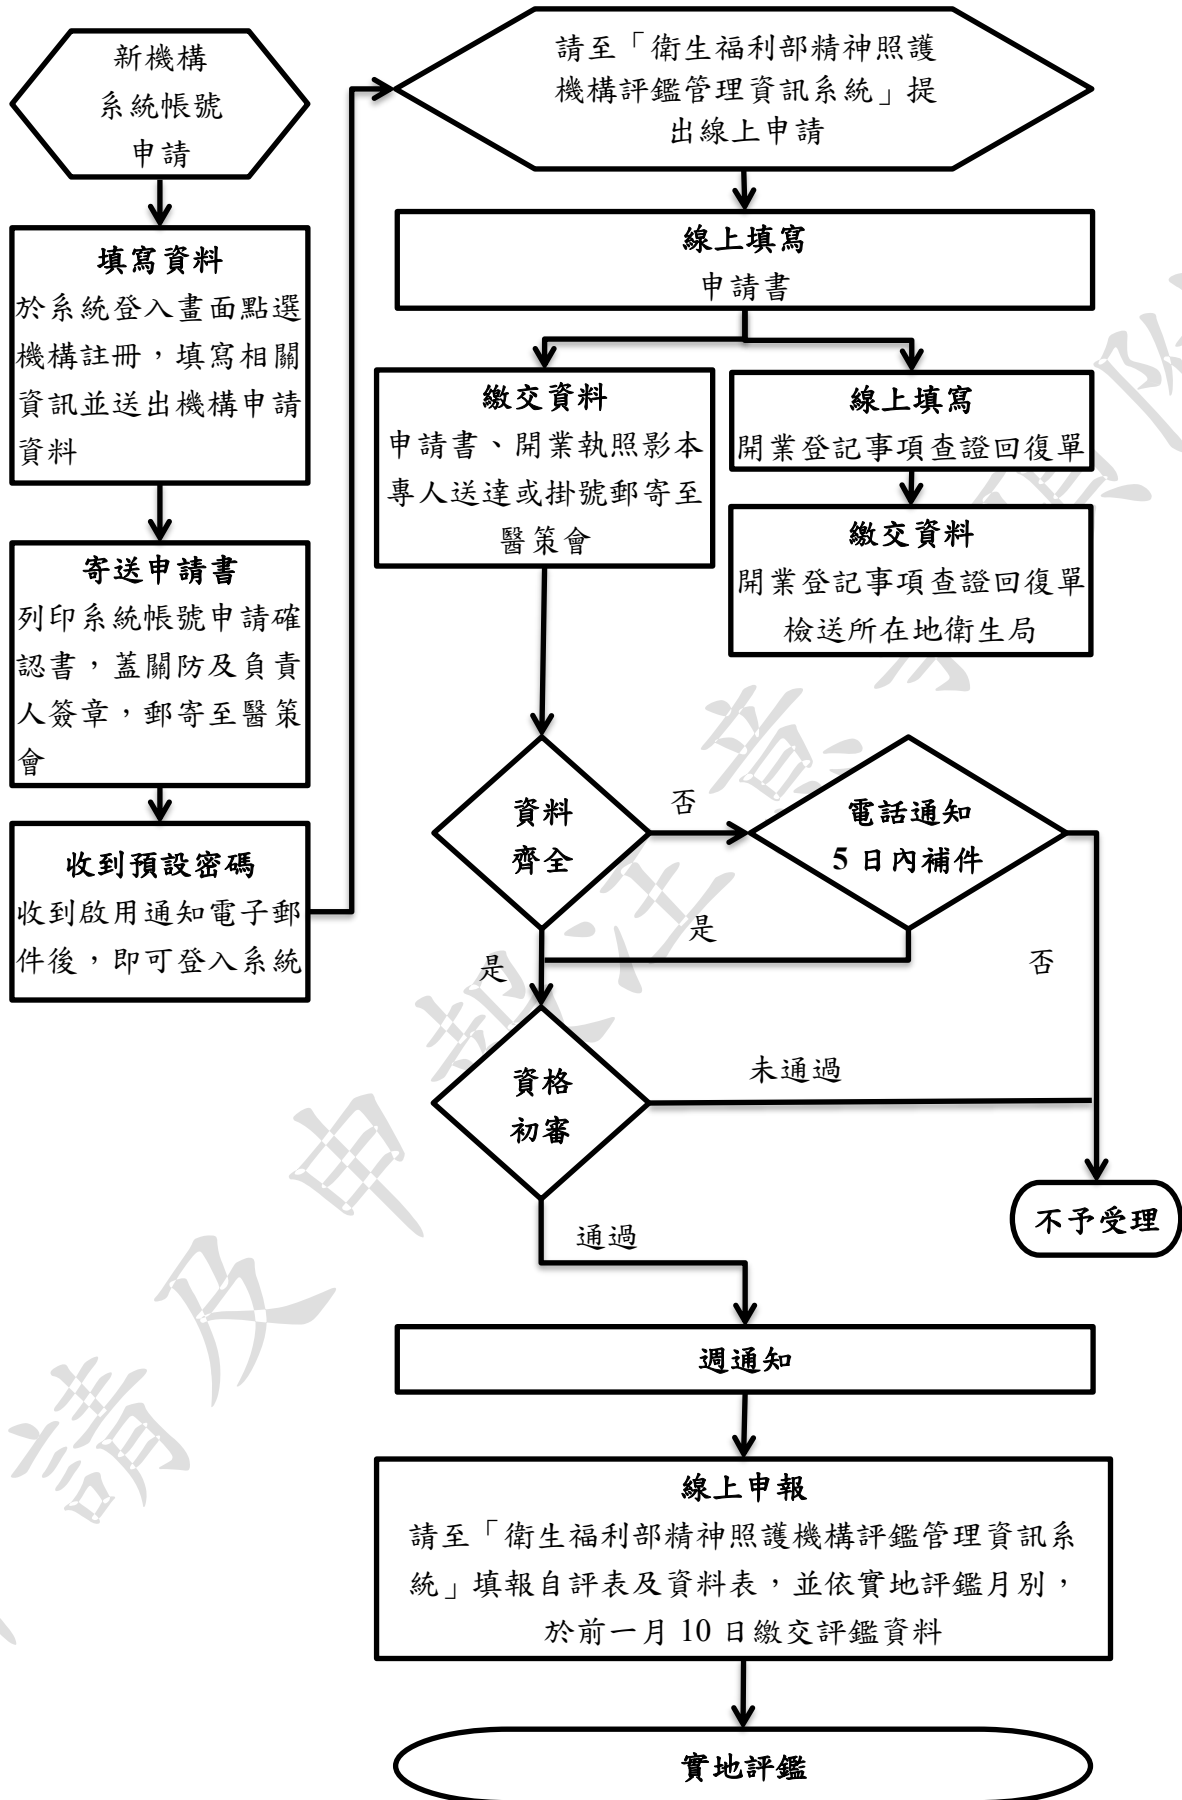 新機構
系統帳號
申請
填寫資料
於系統登入畫面點選
機構註冊，填寫相關
資訊並送出機構申請
資料
寄送申請書
列印系統帳號申請確
認書，蓋關防及負責
人簽章，郵寄至醫策
會
收到預設密碼
收到啟用通知電子郵
件後，即可登入系統
請至「衛生福利部精神照護
機構評鑑管理資訊系統」提
出線上申請
線上填寫
申請書
繳交資料
申請書、開業執照影本
專人送達或掛號郵寄至
醫策會
線上填寫
開業登記事項查證回復單
繳交資料
開業登記事項查證回復單
檢送所在地衛生局
資料
齊全
否
電話通知
5 日內補件
是
是
否
資格
初審
未通過
不予受理
通過
週通知
線上申報
請至「衛生福利部精神照護機構評鑑管理資訊系
統」填報自評表及資料表，並依實地評鑑月別，
於前一月 10 日繳交評鑑資料
實地評鑑
請及申報注意事項